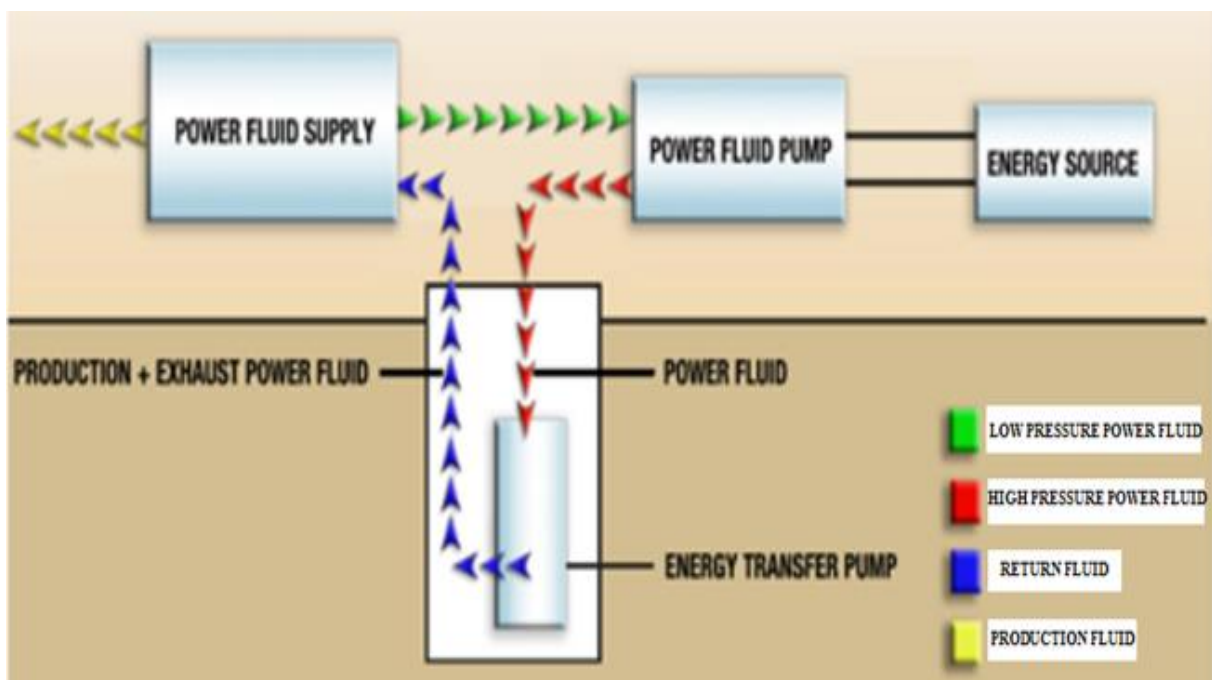 POWER FLUID SUPPLY
POWER FLUID PUMP
ENERGY SOURCE
PRODUCTION + EXHAUST POWER FLUID
POWER FLUID
ENERGY TRANSFER PUMP
LOW PRESSURE POWER FLUID
HIGH PRESSURE POWER FLUID
RETURN FLUID
PRODUCTION FLUID